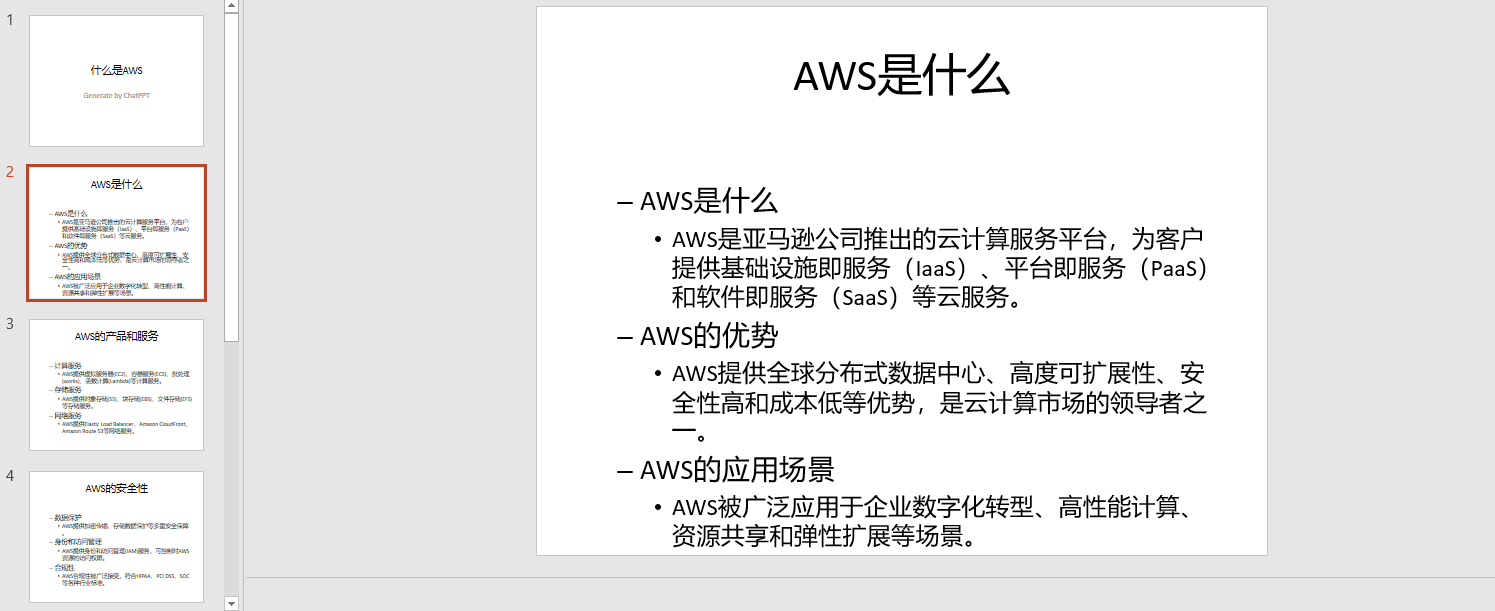 1
什么是AWS
Generate by ChatPPT
2
AWS是什么
– AWS是什么
• AWS是亚马逊公司推出的云计算服务平台，为客户
提供基础设施即服务（IaaS）、平台即服务（PaaS）
和软件即服务（SaaS）等云服务。
– AWS的优势
• AWS提供全球分布式数据中心、高度可扩展性、安
全性高和成本低等优势，是云计算市场的领导者之
一。
– AWS的应用场景
• AWS被广泛应用于企业数字化转型、高性能计算、
资源共享和弹性扩展等场景。
3
AWS的产品和服务
– 计算服务
• AWS提供虚拟服务器(EC2)、容器服务(ECS)、批处理
(works)、函数计算(Lambda)等计算服务。
– 存储服务
• AWS提供对象存储(S3)、块存储(EBS)、文件存储(EFS)
等存储服务。
– 网络服务
• AWS提供Elastic Load Balancer、Amazon CloudFront、
Amazon Route 53等网络服务。
4
AWS的安全性
– 数据保护
• AWS提供加密传输、存储数据保护等多重安全保障
。
– 身份和访问管理
• AWS提供身份和访问管理(IAM)服务，可控制对AWS
资源的访问权限。
– 合规性
• AWS合规性被广泛接受，符合HIPAA、PCI DSS、SOC
等各种行业标准。
AWS是什么
– AWS是什么
• AWS是亚马逊公司推出的云计算服务平台，为客户
提供基础设施即服务（IaaS）、平台即服务（PaaS）
和软件即服务（SaaS）等云服务。
– AWS的优势
• AWS提供全球分布式数据中心、高度可扩展性、安
全性高和成本低等优势，是云计算市场的领导者之
一。
– AWS的应用场景
• AWS被广泛应用于企业数字化转型、高性能计算、
资源共享和弹性扩展等场景。